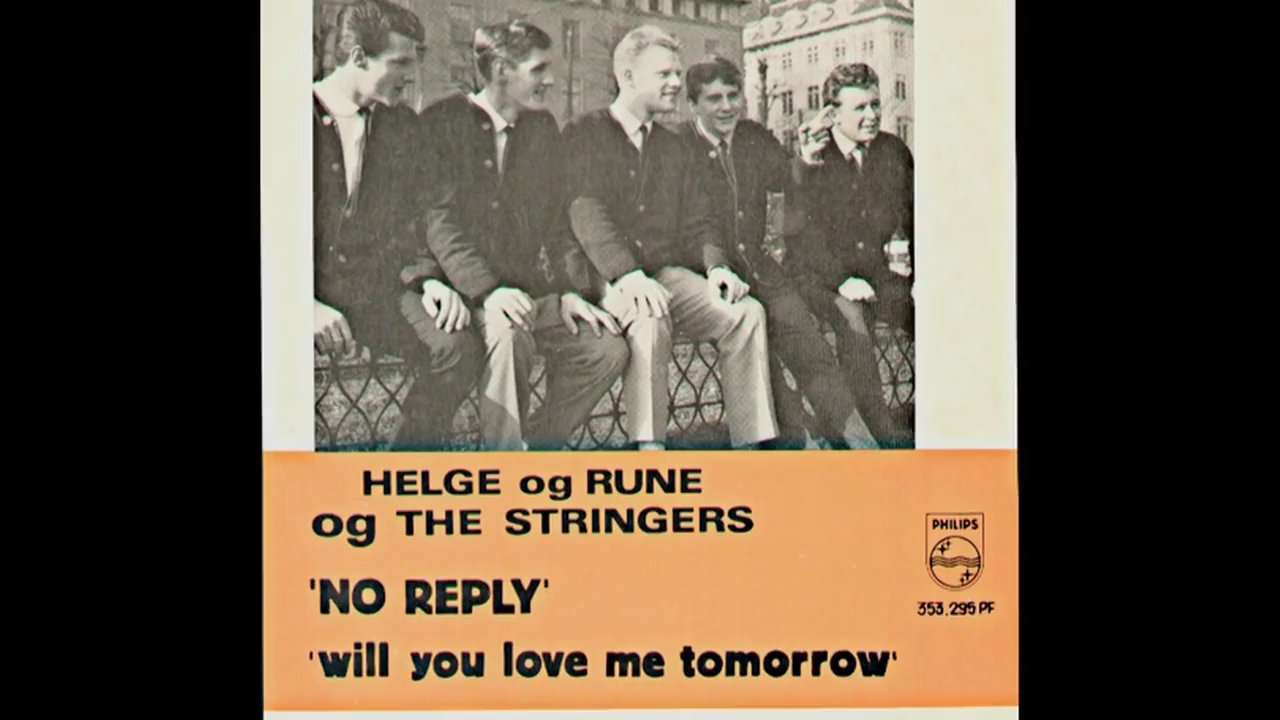 HELGE og RUNE
og THE STRINGERS
'NO REPLY'
'will you love me tomorrow'
PHILIPS
353.295 PF